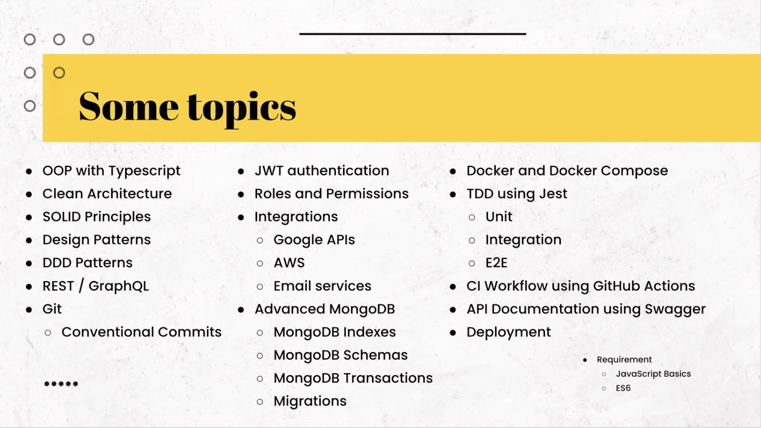 Some topics
OOP with Typescript
Clean Architecture
SOLID Principles
Design Patterns
DDD Patterns
REST / GraphQL
Git
Conventional Commits
JWT authentication
Roles and Permissions
Integrations
Google APIs
AWS
Email services
Advanced MongoDB
MongoDB Indexes
MongoDB Schemas
MongoDB Transactions
Migrations
Docker and Docker Compose
TDD using Jest
Unit
Integration
E2E
CI Workflow using GitHub Actions
API Documentation using Swagger
Deployment
Requirement
JavaScript Basics
ES6